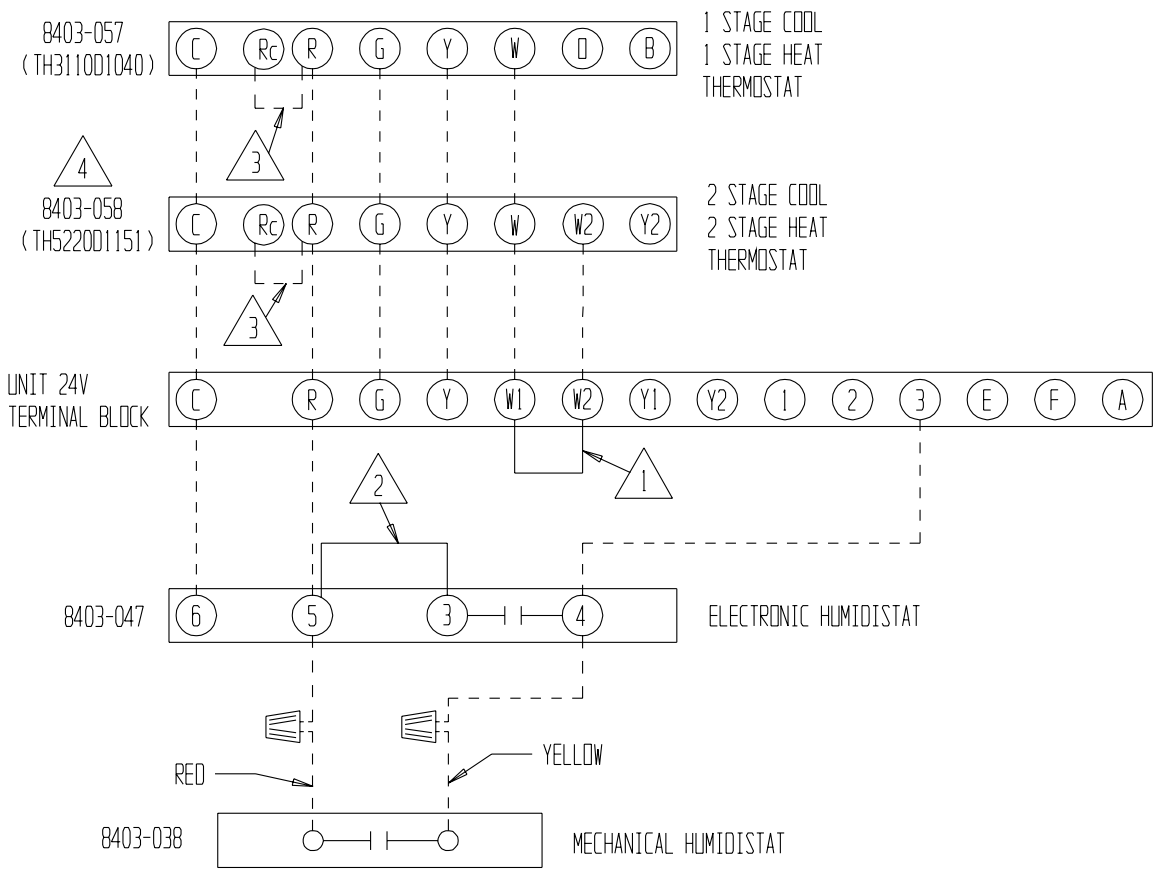 8403-057
(TH3110D1040)
C Rc R G Y W O B
1 STAGE COOL
1 STAGE HEAT
THERMOSTAT
3
4
8403-058
(TH5220D1151)
C Rc R G Y W W2 Y2
2 STAGE COOL
2 STAGE HEAT
THERMOSTAT
3
UNIT 24V
TERMINAL BLOCK
C R G Y W1 W2 Y1 Y2 1 2 3 E F A
2
1
8403-047
6 5 3 4
ELECTRONIC HUMIDISTAT
RED
YELLOW
8403-038
MECHANICAL HUMIDISTAT